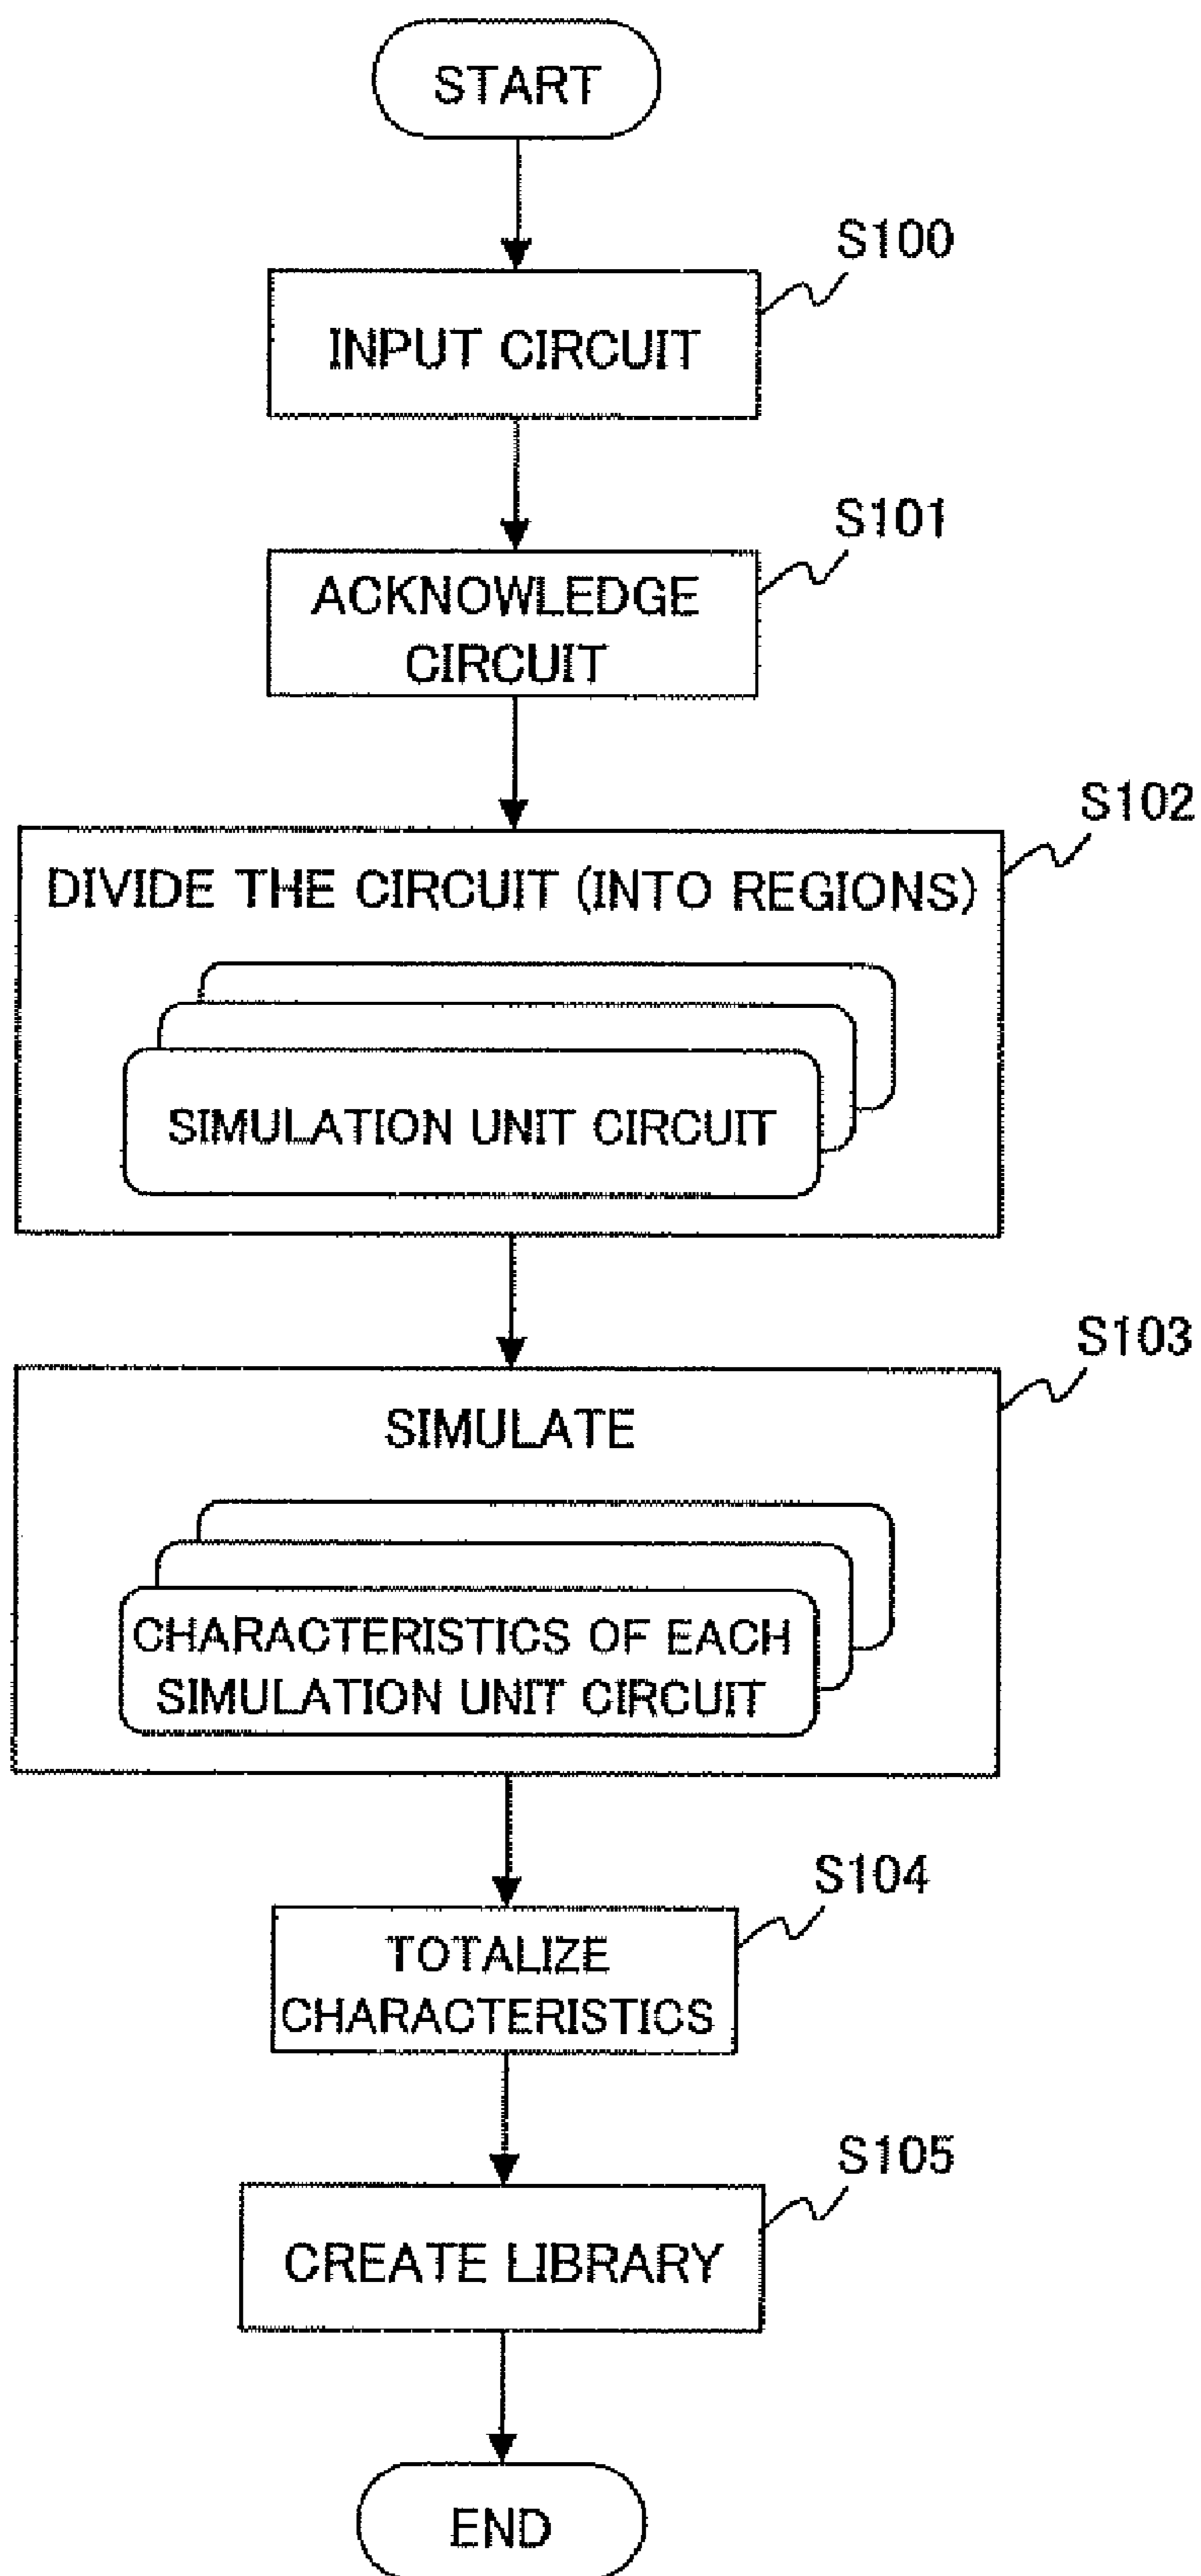 START
S100
INPUT CIRCUIT
S101
ACKNOWLEDGE
CIRCUIT
S102
DIVIDE THE CIRCUIT (INTO REGIONS)
SIMULATION UNIT CIRCUIT
S103
SIMULATE
CHARACTERISTICS OF EACH
SIMULATION UNIT CIRCUIT
S104
TOTALIZE
CHARACTERISTICS
S105
CREATE LIBRARY
END